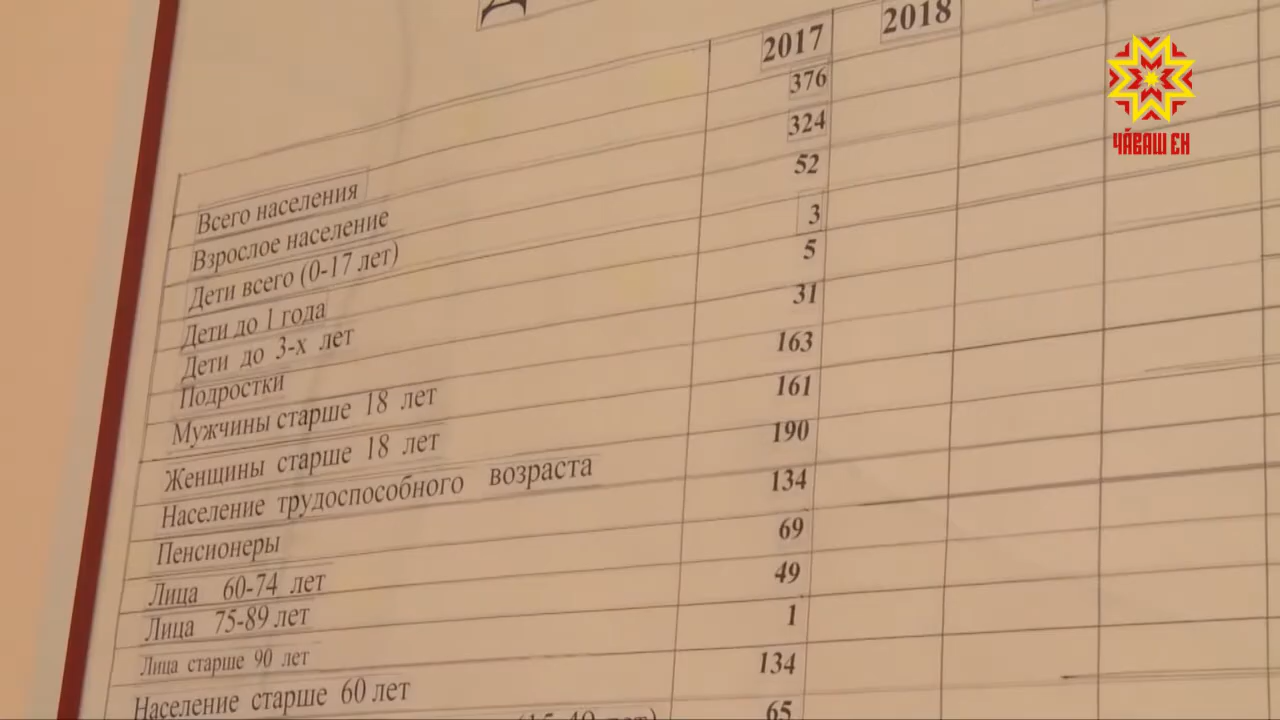 2017 2018
Всего населения 376
Взрослое население 324
Дети всего (0-17 лет) 52
Дети до 1 года 3
Дети до 3-х лет 5
Подростки 31
Мужчины старше 18 лет 163
Женщины старше 18 лет 161
Население трудоспособного возраста 190
Пенсионеры 134
Лица 60-74 лет 69
Лица 75-89 лет 49
Лица старше 90 лет 1
Население старше 60 лет 134
65
ЧӐВАШ ЕН